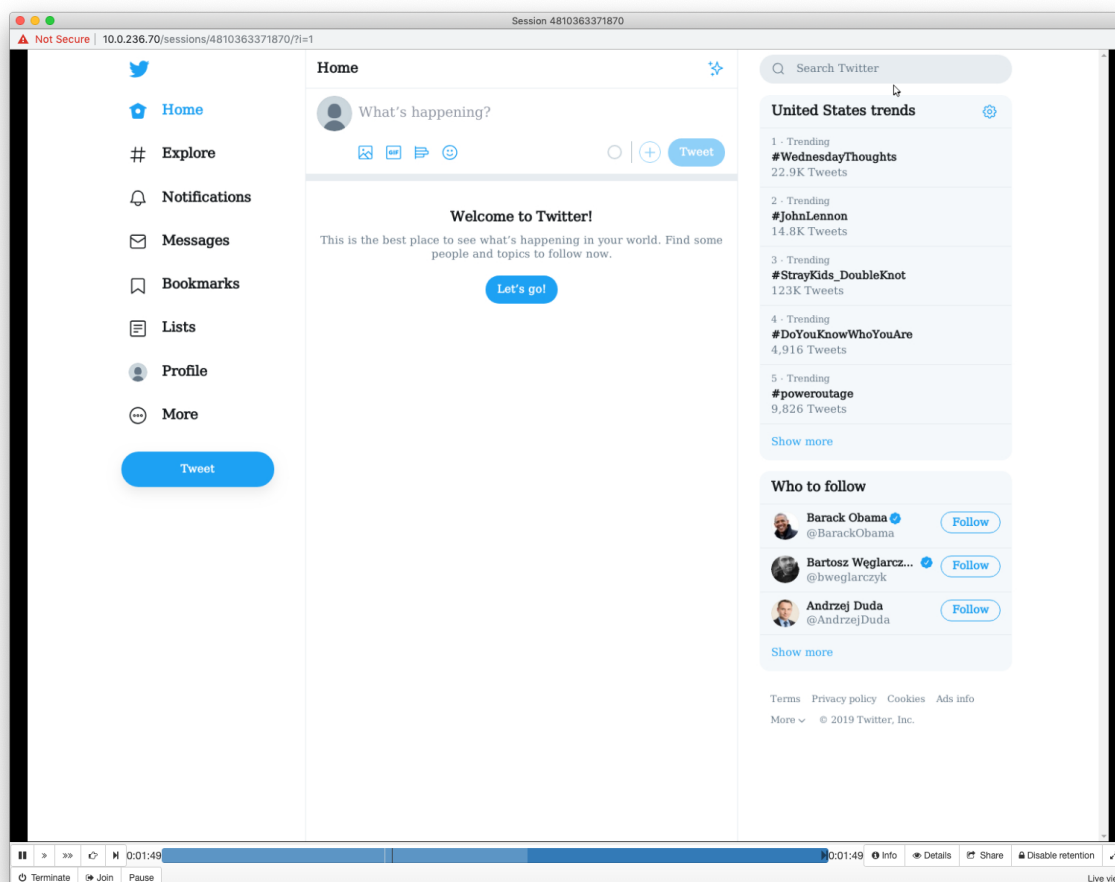 Session 4810363371870
Not Secure | 10.0.236.70/sessions/4810363371870/?i=1
Home
Explore
Notifications
Messages
Bookmarks
Lists
Profile
More
Tweet
Home
What's happening?
GIF
Tweet
Welcome to Twitter!
This is the best place to see what's happening in your world. Find some
people and topics to follow now.
Let's go!
Search Twitter
United States trends
1 · Trending
#WednesdayThoughts
22.9K Tweets
2 · Trending
#JohnLennon
14.8K Tweets
3 · Trending
#StrayKids_DoubleKnot
123K Tweets
4 · Trending
#DoYouKnowWhoYouAre
4,916 Tweets
5 · Trending
#poweroutage
9,826 Tweets
Show more
Who to follow
Barack Obama
@BarackObama
Follow
Bartosz Węglarcz...
@bweglarczyk
Follow
Andrzej Duda
@AndrzejDuda
Follow
Show more
Terms Privacy policy Cookies Ads info
More © 2019 Twitter, Inc.
0:01:49 0:01:49 Info Details Share Disable retention
Terminate Join Pause Live